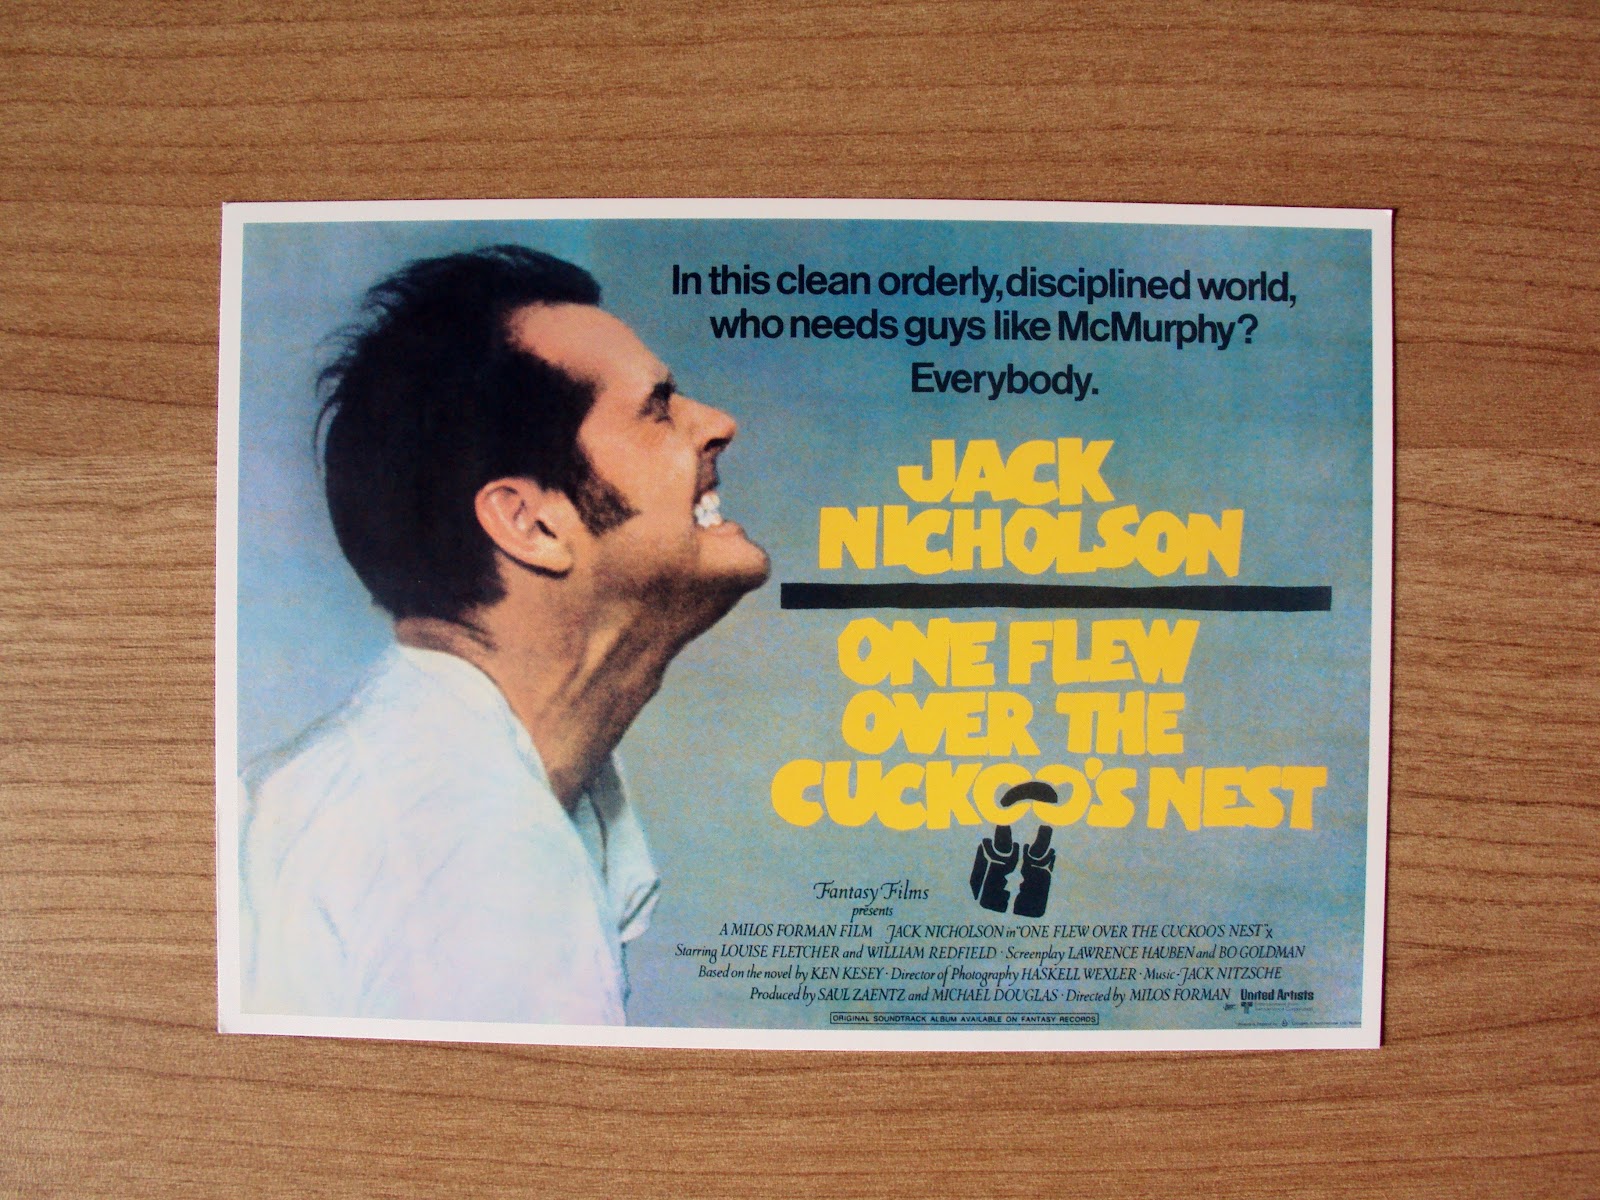 In this clean orderly, disciplined world,
who needs guys like McMurphy?
Everybody.
JACK
NICHOLSON
ONE FLEW
OVER THE
CUCKOO'S NEST
Fantasy Films
presents
A MILOS FORMAN FILM JACK NICHOLSON in "ONE FLEW OVER THE CUCKOO'S NEST" X
Starring LOUISE FLETCHER and WILLIAM REDFIELD · Screenplay LAWRENCE HAUBEN and BO GOLDMAN
Based on the novel by KEN KESEY · Director of Photography HASKELL WEXLER · Music - JACK NITZSCHE
Produced by SAUL ZAENTZ and MICHAEL DOUGLAS · Directed by MILOS FORMAN
United Artists
ORIGINAL SOUNDTRACK ALBUM AVAILABLE ON FANTASY RECORDS